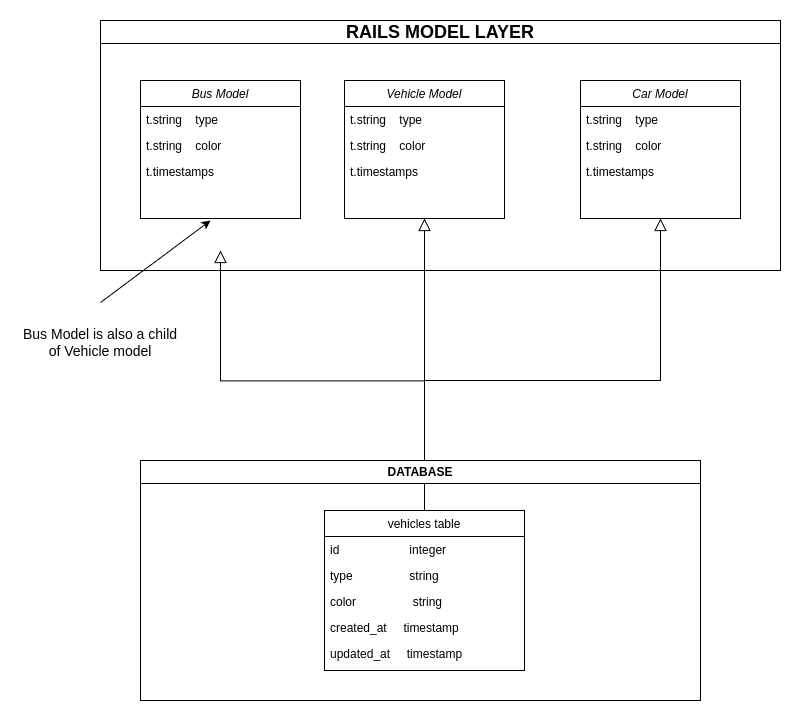 RAILS MODEL LAYER
Bus Model
t.string type
t.string color
t.timestamps
Vehicle Model
t.string type
t.string color
t.timestamps
Car Model
t.string type
t.string color
t.timestamps
Bus Model is also a child
of Vehicle model
DATABASE
vehicles table
id integer
type string
color string
created_at timestamp
updated_at timestamp